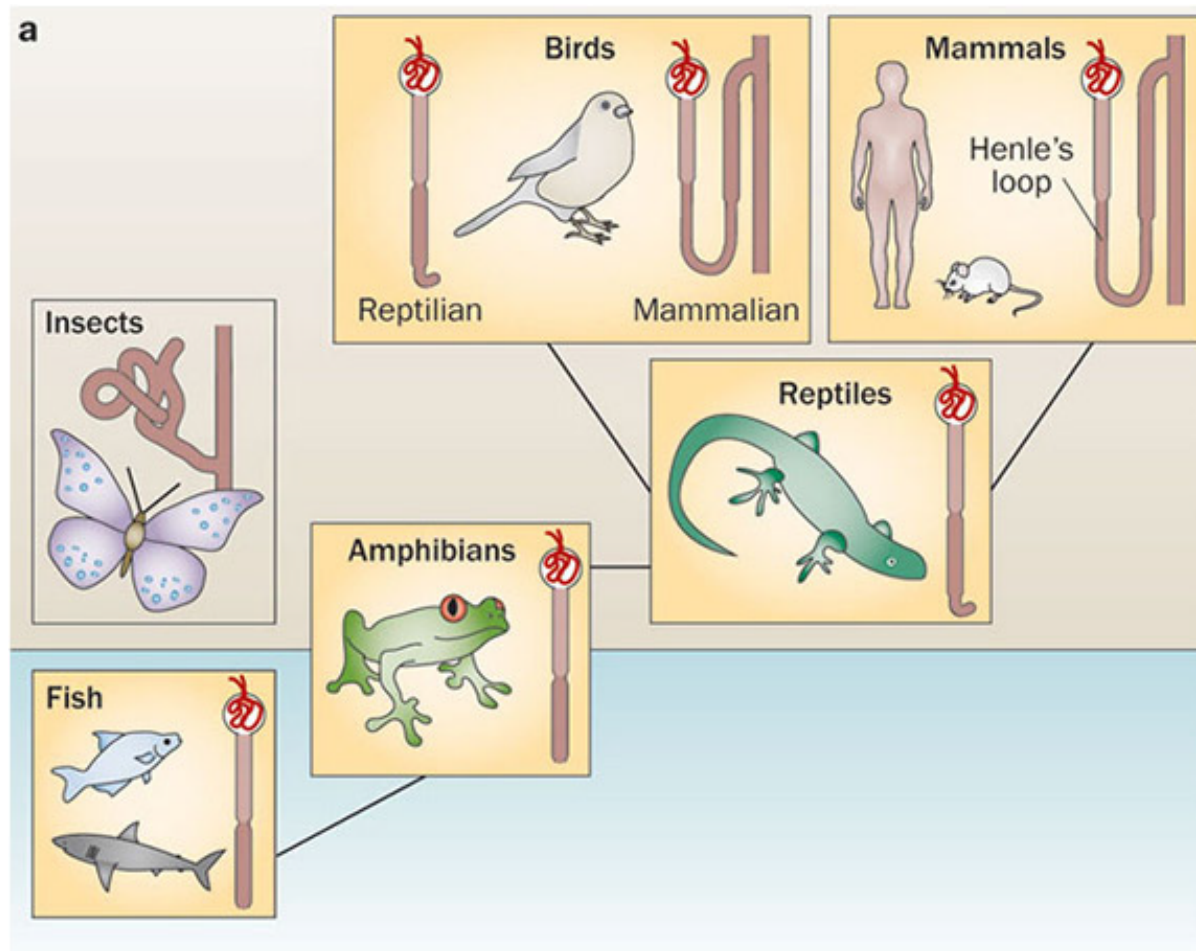 a
Birds
Reptilian
Mammalian
Mammals
Henle's
loop
Insects
Reptiles
Amphibians
Fish